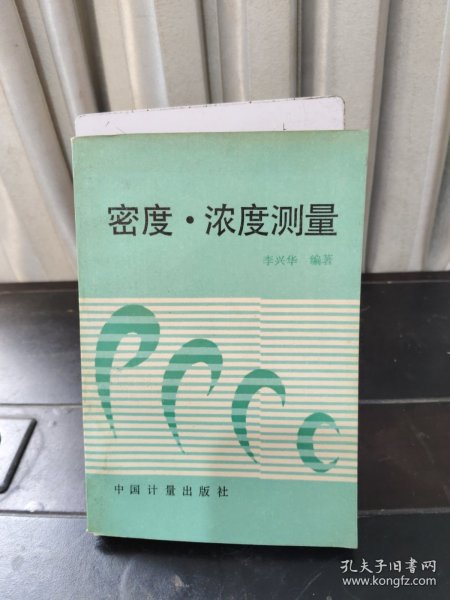 密度·浓度测量
李兴华 编著
中国计量出版社
孔夫子旧书网
www.kongfz.com